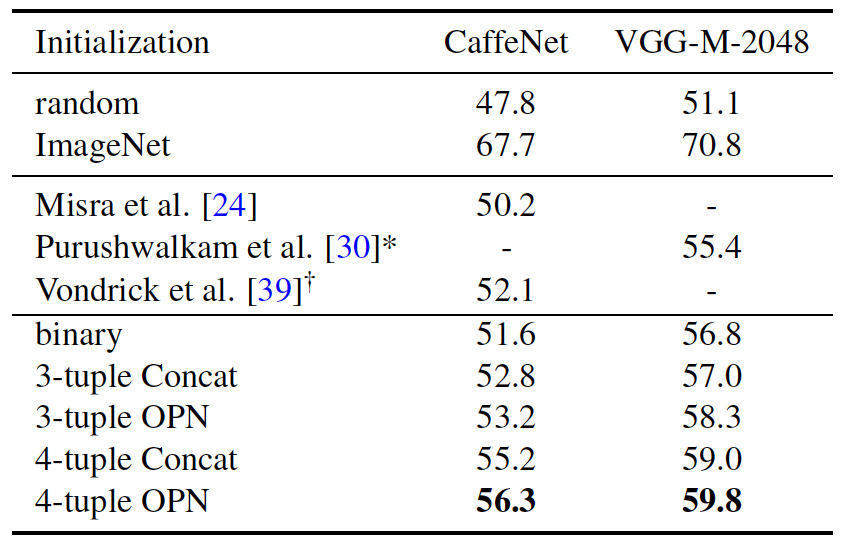 Initialization CaffeNet VGG-M-2048
random 47.8 51.1
ImageNet 67.7 70.8
Misra et al. [24] 50.2 -
Purushwalkam et al. [30]* - 55.4
Vondrick et al. [39]† 52.1 -
binary 51.6 56.8
3-tuple Concat 52.8 57.0
3-tuple OPN 53.2 58.3
4-tuple Concat 55.2 59.0
4-tuple OPN 56.3 59.8